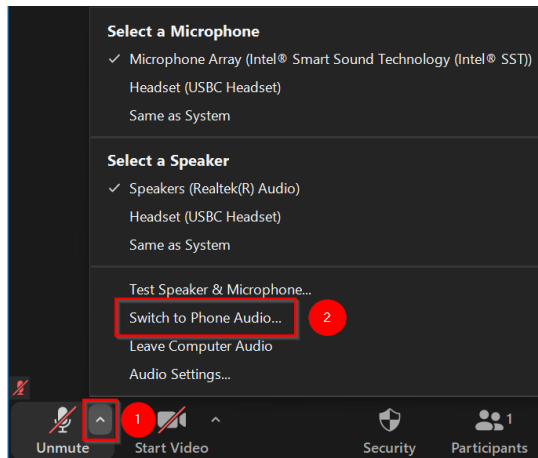 Select a Microphone
✓ Microphone Array (Intel® Smart Sound Technology (Intel® SST))
Headset (USBC Headset)
Same as System
Select a Speaker
✓ Speakers (Realtek(R) Audio)
Headset (USBC Headset)
Same as System
Test Speaker & Microphone...
Switch to Phone Audio... 2
Leave Computer Audio
Audio Settings...
1 1
Unmute Start Video Security Participants